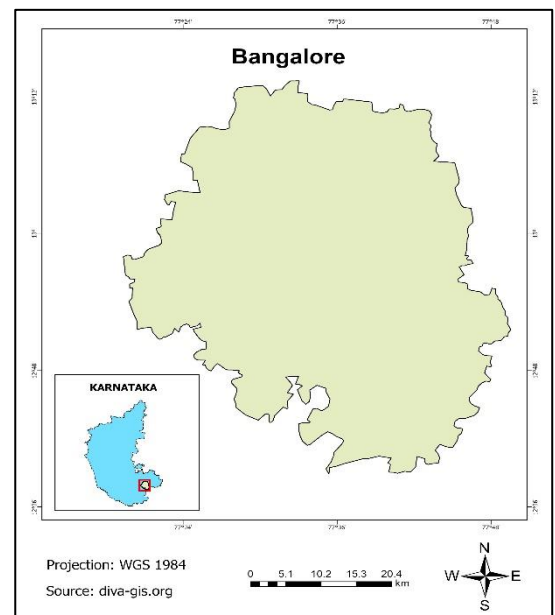 Bangalore
KARNATAKA
Projection: WGS 1984
Source: diva-gis.org
0 5.1 10.2 15.3 20.4
km
N
W E
S